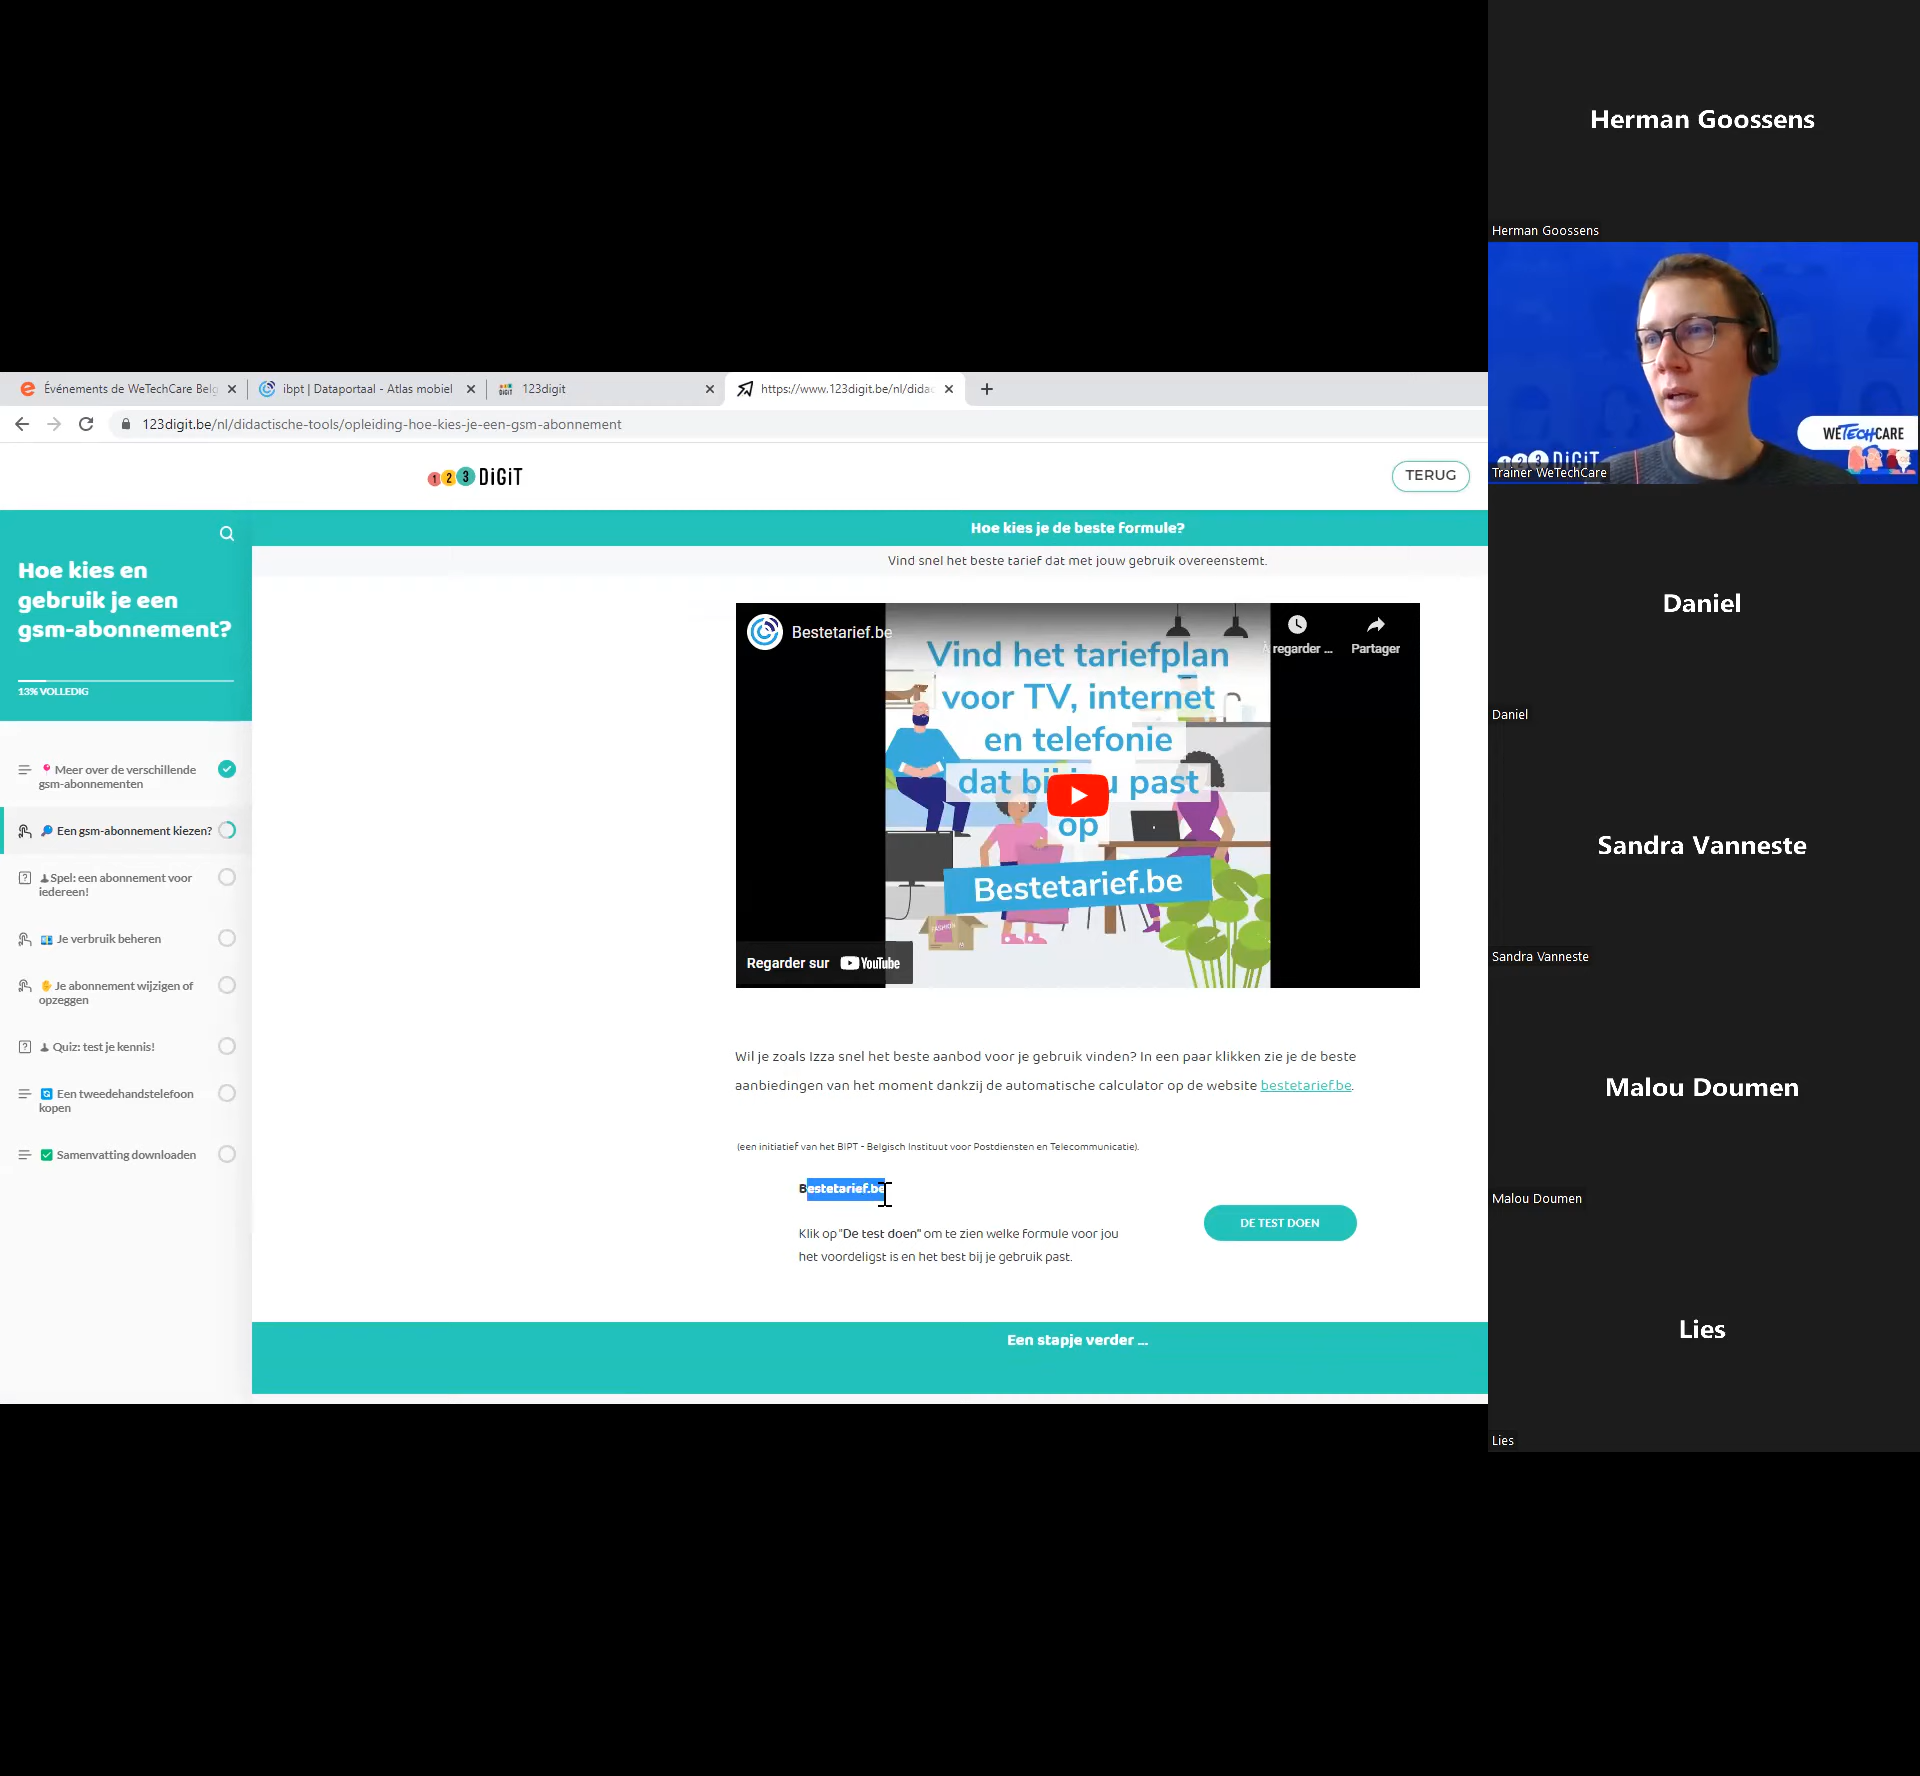 Événements de WeTechCare Belg
ibpt | Dataportaal - Atlas mobiel
123digit
https://www.123digit.be/nl/didac
123digit.be/nl/didactische-tools/opleiding-hoe-kies-je-een-gsm-abonnement
1 2 3 DiGiT
TERUG
Hoe kies en
gebruik je een
gsm-abonnement?
13% VOLLEDIG
Meer over de verschillende
gsm-abonnementen
Een gsm-abonnement kiezen?
Spel: een abonnement voor
iedereen!
Je verbruik beheren
Je abonnement wijzigen of
opzeggen
Quiz: test je kennis!
Een tweedehandstelefoon
kopen
Samenvatting downloaden
Hoe kies je de beste formule?
Vind snel het beste tarief dat met jouw gebruik overeenstemt.
Bestetarief.be
À regarder ...
Partager
Vind het tariefplan
voor TV, internet
en telefonie
dat bij u past
op
Bestetarief.be
FASHION
Regarder sur YouTube
Wil je zoals Izza snel het beste aanbod voor je gebruik vinden? In een paar klikken zie je de beste
aanbiedingen van het moment dankzij de automatische calculator op de website bestetarief.be.
(een initiatief van het BIPT - Belgisch Instituut voor Postdiensten en Telecommunicatie).
Bestetarief.be
Klik op "De test doen" om te zien welke formule voor jou
het voordeligst is en het best bij je gebruik past.
DE TEST DOEN
Een stapje verder ...
Herman Goossens
Herman Goossens
WETECHCARE
1 2 3 DiGiT
Trainer WeTechCare
Daniel
Daniel
Sandra Vanneste
Sandra Vanneste
Malou Doumen
Malou Doumen
Lies
Lies